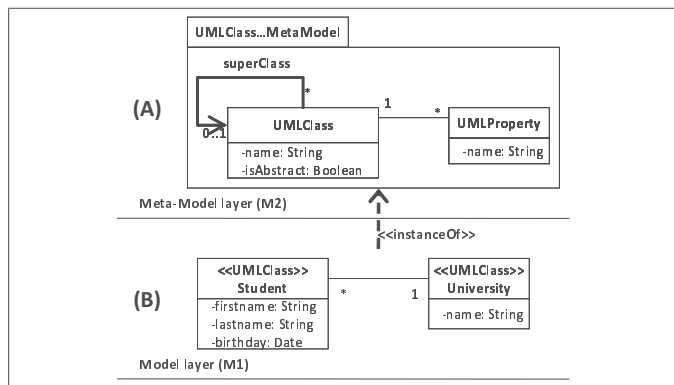 UMLClass...MetaModel
superClass
(A)
*
1
*
0..1
UMLClass
UMLProperty
-name: String
-isAbstract: Boolean
-name: String
Meta-Model layer (M2)
<<instanceOf>>
(B)
<<UMLClass>>
Student
-firstname: String
-lastname: String
-birthday: Date
*
1
<<UMLClass>>
University
-name: String
Model layer (M1)